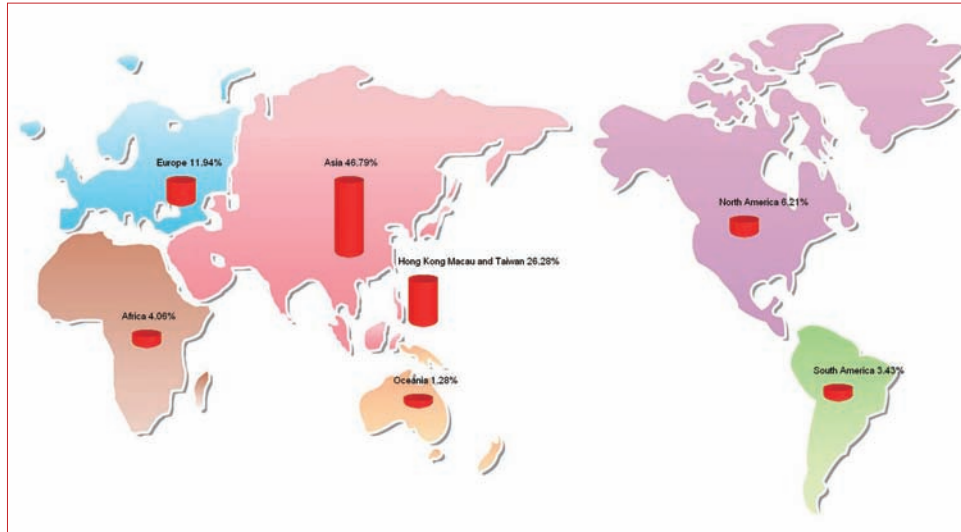 Europe 11.94%
Asia 46.79%
North America 6.21%
Hong Kong Macau and Taiwan 26.28%
Africa 4.06%
South America 3.43%
Oceania 1.28%